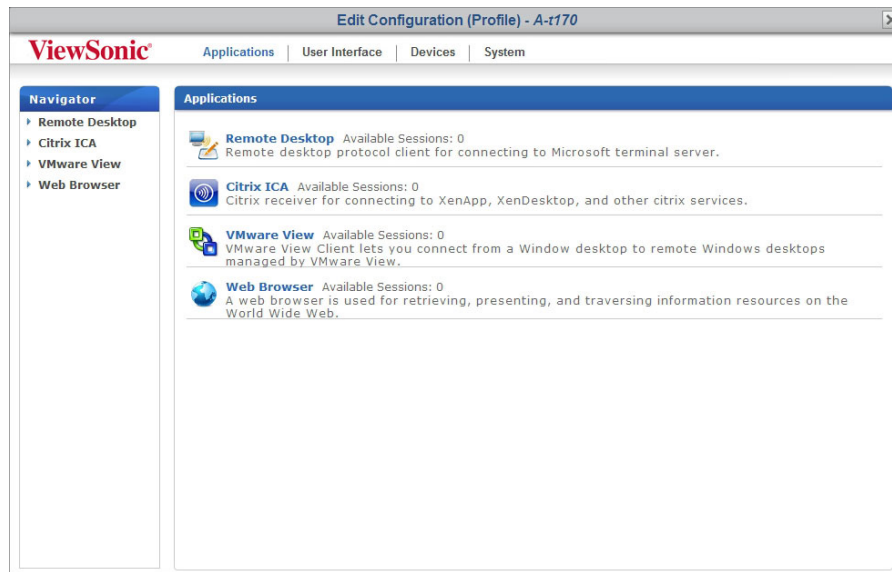 Edit Configuration (Profile) - A-t170
ViewSonic®
Applications | User Interface | Devices | System
Navigator
Remote Desktop
Citrix ICA
VMware View
Web Browser
Applications
Remote Desktop Available Sessions: 0
Remote desktop protocol client for connecting to Microsoft terminal server.
Citrix ICA Available Sessions: 0
Citrix receiver for connecting to XenApp, XenDesktop, and other citrix services.
VMware View Available Sessions: 0
VMware View Client lets you connect from a Window desktop to remote Windows desktops
managed by VMware View.
Web Browser Available Sessions: 0
A web browser is used for retrieving, presenting, and traversing information resources on the
World Wide Web.